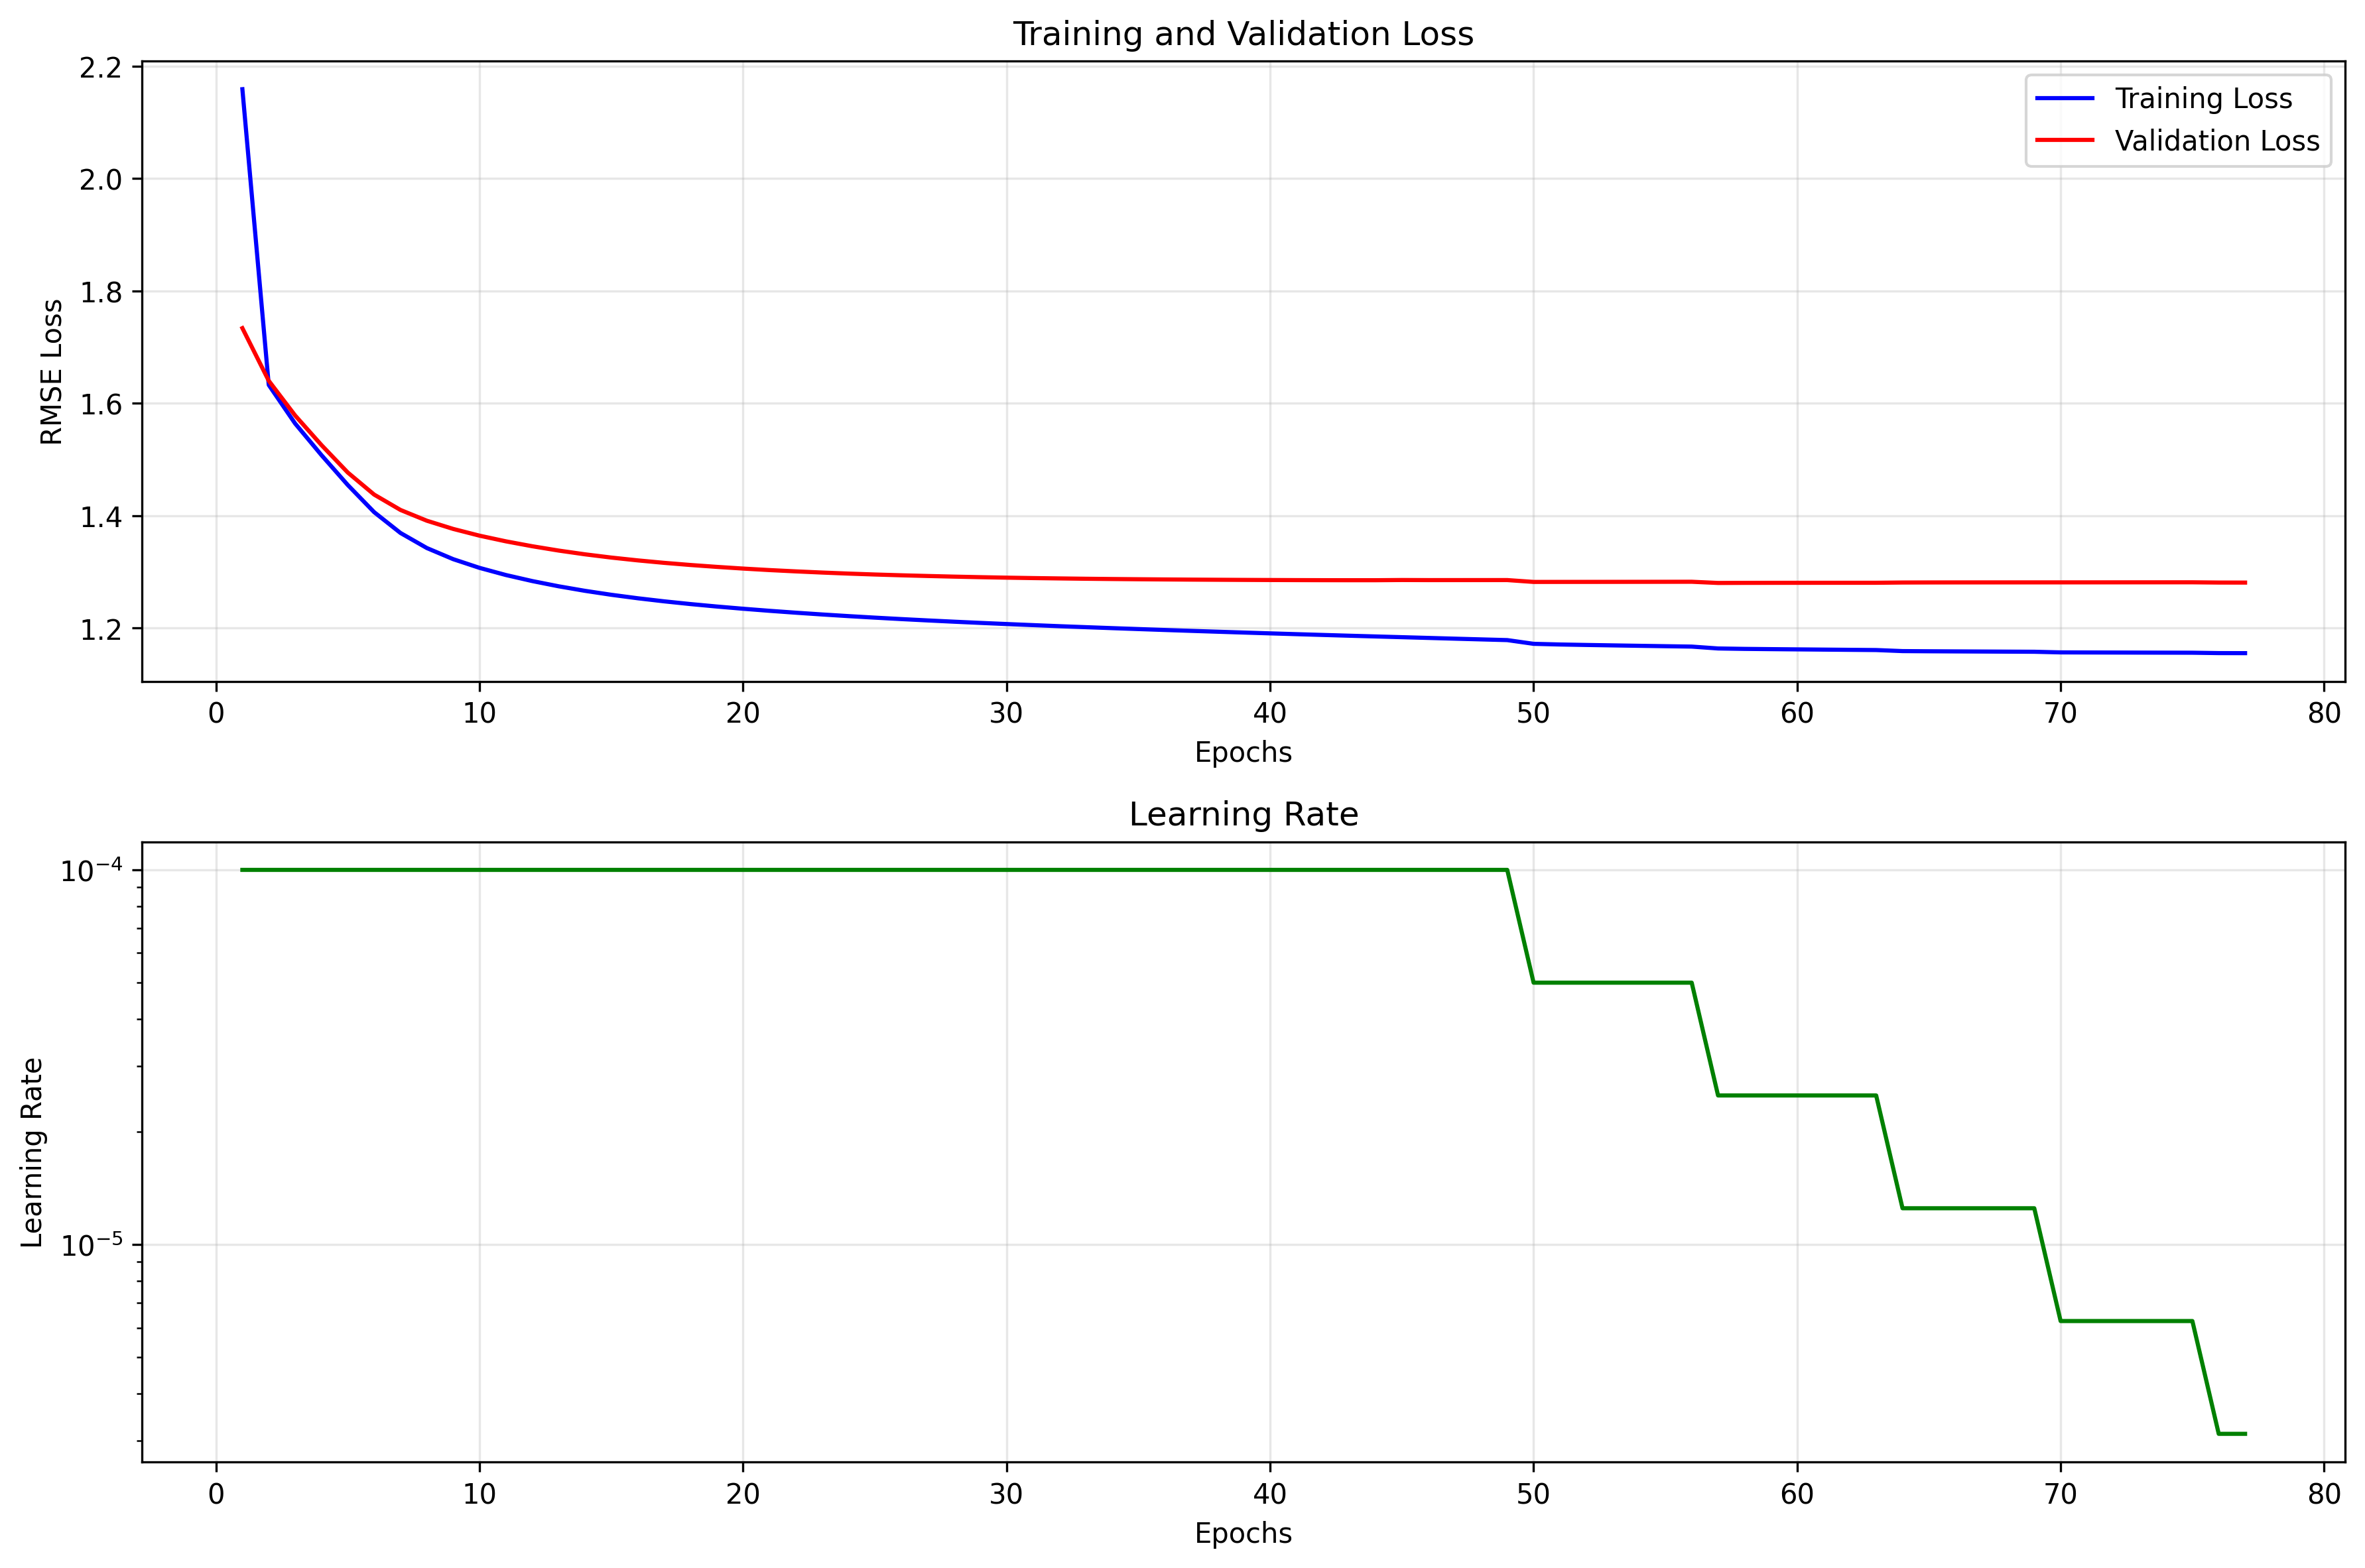 Training and Validation Loss
2.2
2.0
1.8
1.6
1.4
1.2
RMSE Loss
Training Loss
Validation Loss
0 10 20 30 40 50 60 70 80
Epochs
Learning Rate
10⁻⁴
10⁻⁵
Learning Rate
0 10 20 30 40 50 60 70 80
Epochs